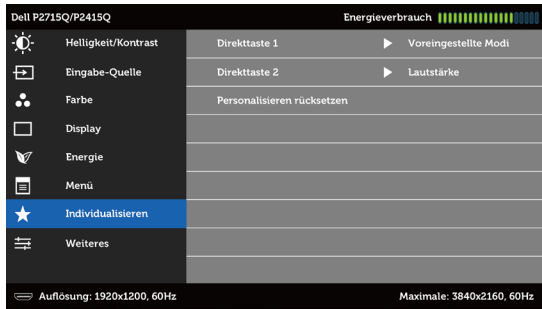 Dell P2715Q/P2415Q Energieverbrauch
Helligkeit/Kontrast Direkttaste 1 Voreingestellte Modi
Eingabe-Quelle Direkttaste 2 Lautstärke
Farbe Personalisieren rücksetzen
Display
Energie
Menü
Individualisieren
Weiteres
Auflösung: 1920x1200, 60Hz Maximale: 3840x2160, 60Hz